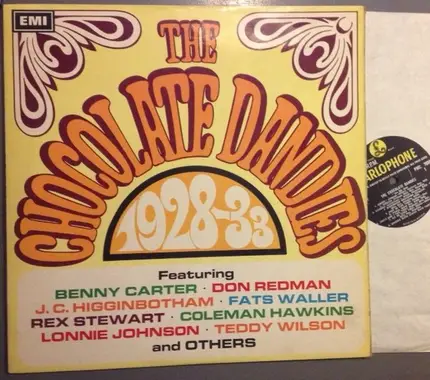 EMI
THE
CHOCOLATE DANDIES
1928-33
Featuring
BENNY CARTER · DON REDMAN
J. C. HIGGINBOTHAM · FATS WALLER
REX STEWART · COLEMAN HAWKINS
LONNIE JOHNSON · TEDDY WILSON
and OTHERS
PARLOPHONE